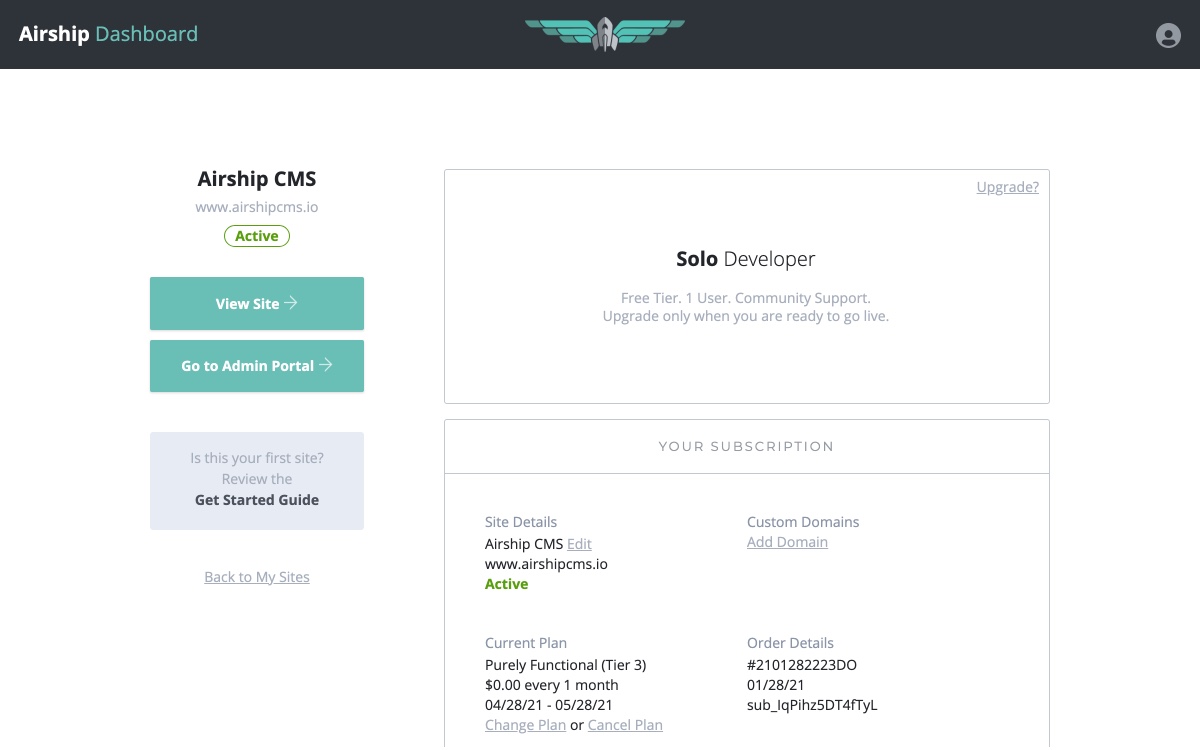 Airship Dashboard
Airship CMS
www.airshipcms.io
Active
View Site
Go to Admin Portal
Is this your first site?
Review the
Get Started Guide
Back to My Sites
Upgrade?
Solo Developer
Free Tier. 1 User. Community Support.
Upgrade only when you are ready to go live.
YOUR SUBSCRIPTION
Site Details
Airship CMS Edit
www.airshipcms.io
Active
Custom Domains
Add Domain
Current Plan
Purely Functional (Tier 3)
$0.00 every 1 month
04/28/21 - 05/28/21
Change Plan or Cancel Plan
Order Details
#2101282223DO
01/28/21
sub_IqPihz5DT4fTyL